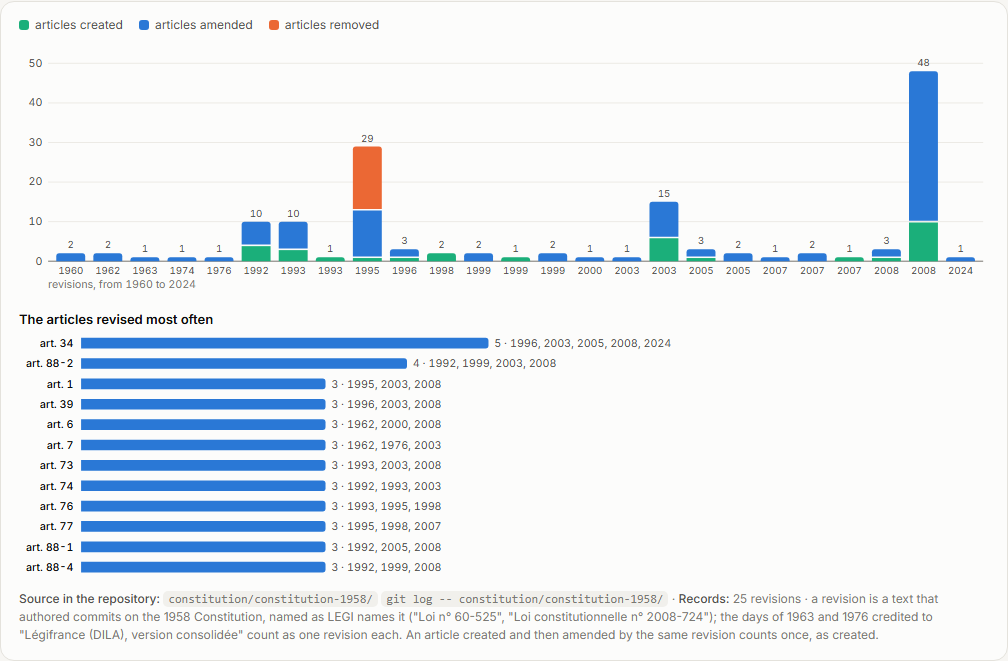 articles created articles amended articles removed
50
40
30
20
10
0
2 2 1 1 1 10 10 1 29 3 2 2 1 2 1 1 15 3 2 1 2 1 3 48 1
1960 1962 1963 1974 1976 1992 1993 1993 1995 1996 1998 1999 1999 1999 2000 2003 2003 2005 2005 2007 2007 2007 2008 2008 2024
revisions, from 1960 to 2024
The articles revised most often
art. 34 5 · 1996, 2003, 2005, 2008, 2024
art. 88-2 4 · 1992, 1999, 2003, 2008
art. 1 3 · 1995, 2003, 2008
art. 39 3 · 1996, 2003, 2008
art. 6 3 · 1962, 2000, 2008
art. 7 3 · 1962, 1976, 2003
art. 73 3 · 1993, 2003, 2008
art. 74 3 · 1992, 1993, 2003
art. 76 3 · 1993, 1995, 1998
art. 77 3 · 1995, 1998, 2007
art. 88-1 3 · 1992, 2005, 2008
art. 88-4 3 · 1992, 1999, 2008
Source in the repository: constitution/constitution-1958/ git log -- constitution/constitution-1958/ · Records: 25 revisions · a revision is a text that
authored commits on the 1958 Constitution, named as LEGI names it ("Loi n° 60-525", "Loi constitutionnelle n° 2008-724"); the days of 1963 and 1976 credited to
"Légifrance (DILA), version consolidée" count as one revision each. An article created and then amended by the same revision counts once, as created.